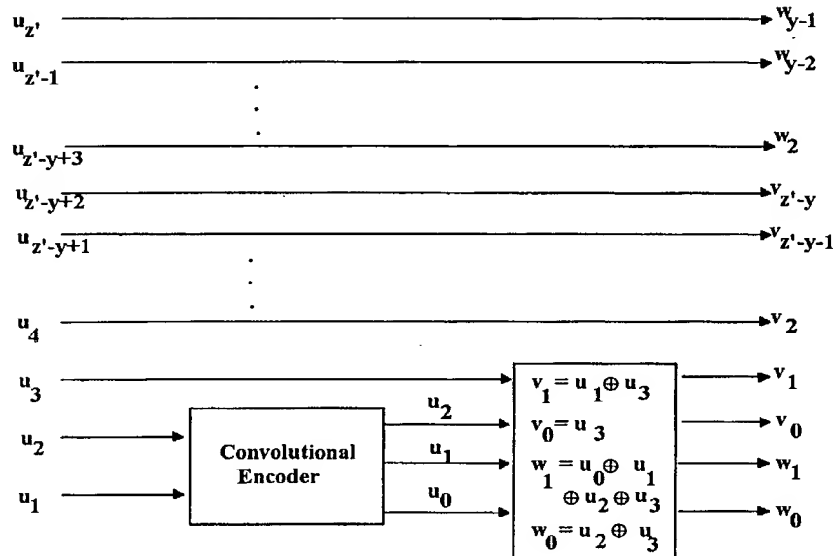 u_z' w_y-1
u_z'-1 w_y-2
u_z'-y+3 w_2
u_z'-y+2 v_z'-y
u_z'-y+1 v_z'-y-1
u_4 v_2
u_3 v_1 = u_1 ⊕ u_3 v_1
u_2 Convolutional u_2 v_0 = u_3 v_0
Encoder u_1 w_1 = u_0 ⊕ u_1 w_1
⊕ u_2 ⊕ u_3
u_1 u_0 w_0 = u_2 ⊕ u_3 w_0